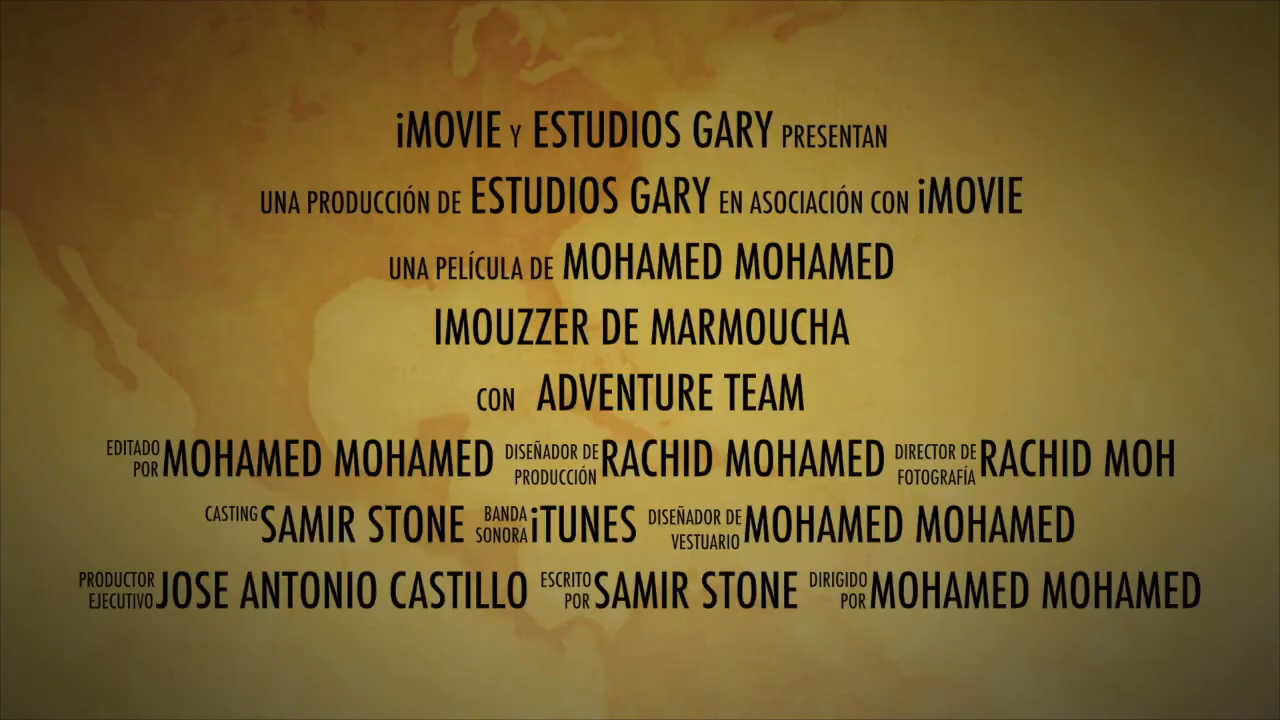 iMOVIE Y ESTUDIOS GARY PRESENTAN
UNA PRODUCCIÓN DE ESTUDIOS GARY EN ASOCIACIÓN CON iMOVIE
UNA PELÍCULA DE MOHAMED MOHAMED
IMOUZZER DE MARMOUCHA
CON ADVENTURE TEAM
EDITADO POR MOHAMED MOHAMED DISEÑADOR DE PRODUCCIÓN RACHID MOHAMED DIRECTOR DE FOTOGRAFÍA RACHID MOH
CASTING SAMIR STONE BANDA SONORA iTUNES DISEÑADOR DE VESTUARIO MOHAMED MOHAMED
PRODUCTOR EJECUTIVO JOSE ANTONIO CASTILLO ESCRITO POR SAMIR STONE DIRIGIDO POR MOHAMED MOHAMED